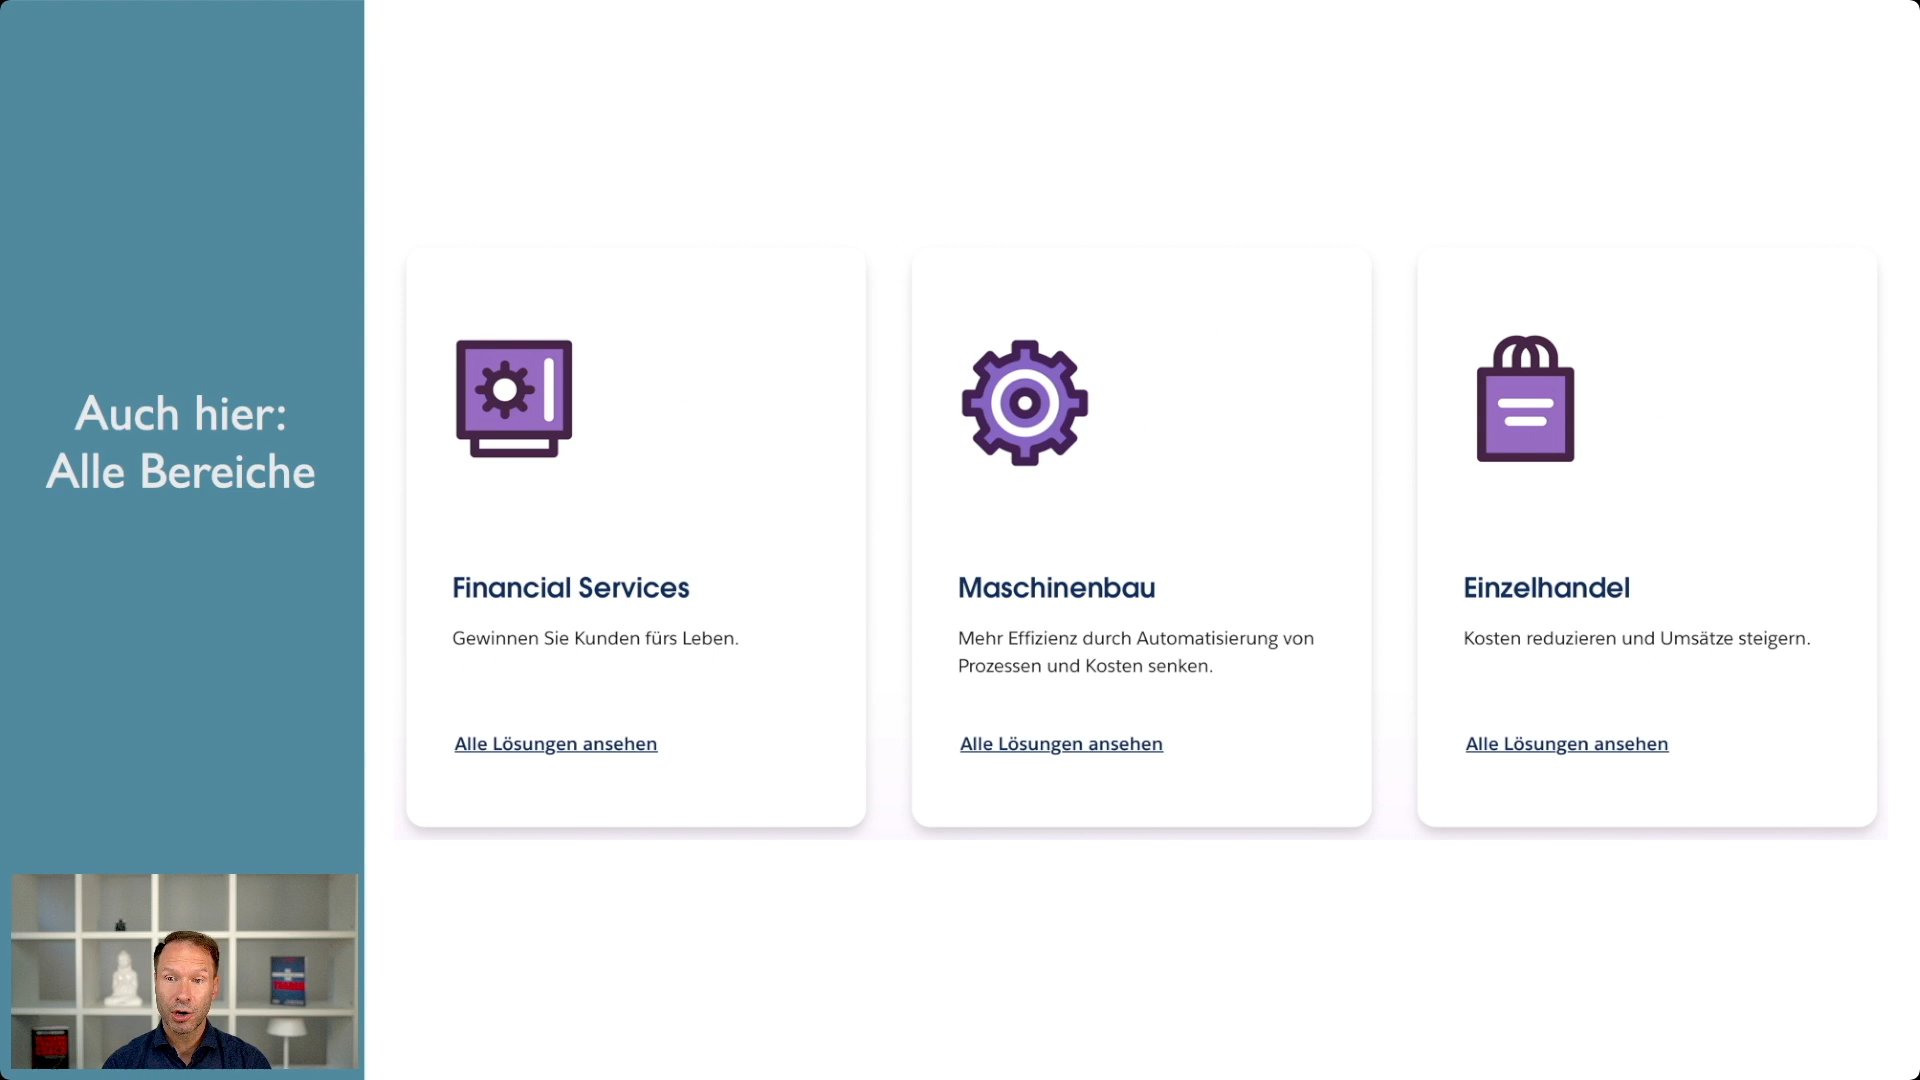 Auch hier:
Alle Bereiche
Financial Services
Gewinnen Sie Kunden fürs Leben.
Alle Lösungen ansehen
Maschinenbau
Mehr Effizienz durch Automatisierung von
Prozessen und Kosten senken.
Alle Lösungen ansehen
Einzelhandel
Kosten reduzieren und Umsätze steigern.
Alle Lösungen ansehen